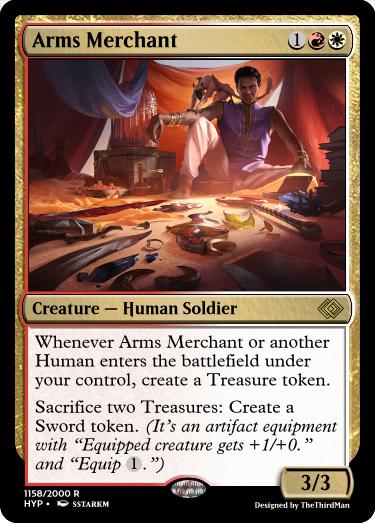 Arms Merchant 1
Creature — Human Soldier
Whenever Arms Merchant or another
Human enters the battlefield under
your control, create a Treasure token.
Sacrifice two Treasures: Create a
Sword token. (It's an artifact equipment
with “Equipped creature gets +1/+0.”
and “Equip 1.”)
3/3
1158/2000 R
HYP • SSTARKM
Designed by TheThirdMan